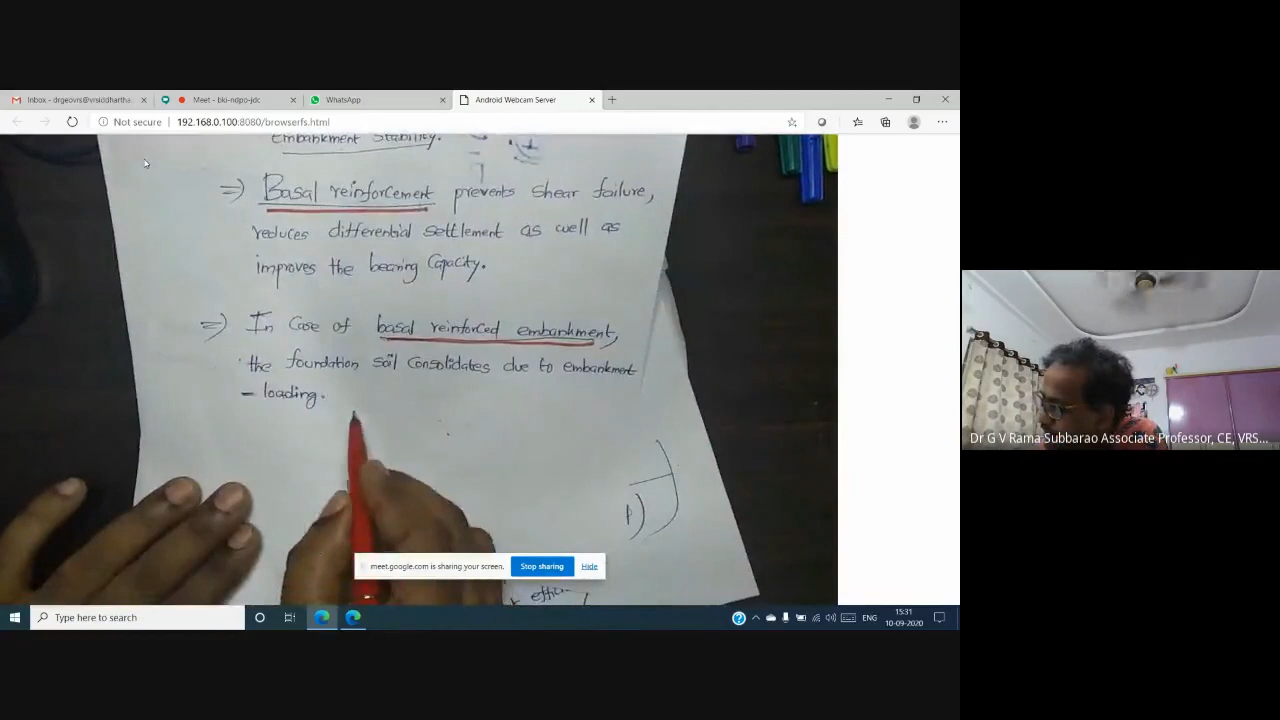 Inbox - drgeovrs@vrsiddhartha
Meet - bki-ndpo-jdc
WhatsApp
Android Webcam Server
Not secure
192.168.0.100:8080/browserfs.html
Embankment Stability.
=) Basal reinforcement prevents shear failure,
reduces differential settlement as well as
improves the bearing Capacity.
=) In Case of basal reinforced embankment,
the foundation soil consolidates due to embankment
- loading.
meet.google.com is sharing your screen.
Stop sharing
Hide
Type here to search
ENG
15:31
10-09-2020
Dr G V Rama Subbarao Associate Professor, CE, VRS...